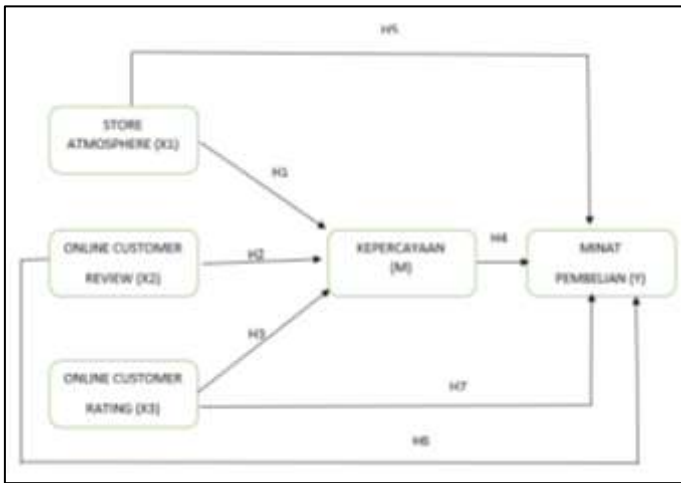 H5
STORE
ATMOSPHERE (X1)
H1
ONLINE CUSTOMER
REVIEW (X2)
H2
KEPERCAYAAN
(M)
H4
MINAT
PEMBELIAN (Y)
H3
ONLINE CUSTOMER
RATING (X3)
H7
H6